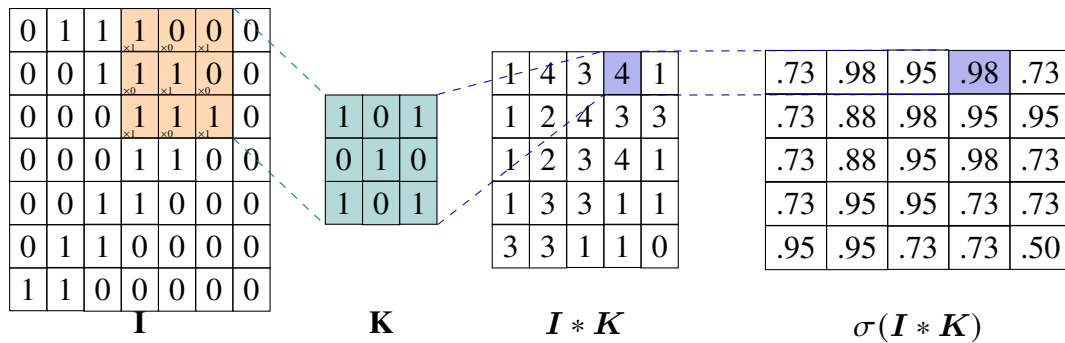 0 1 1 1 0 0 0
×1 ×0 ×1
0 0 1 1 1 0 0
×0 ×1 ×0
0 0 0 1 1 1 0
×1 ×0 ×1
0 0 0 1 1 0 0
0 0 1 1 0 0 0
0 1 1 0 0 0 0
1 1 0 0 0 0 0
I
1 0 1
0 1 0
1 0 1
K
1 4 3 4 1
1 2 4 3 3
1 2 3 4 1
1 3 3 1 1
3 3 1 1 0
I ∗ K
.73 .98 .95 .98 .73
.73 .88 .98 .95 .95
.73 .88 .95 .98 .73
.73 .95 .95 .73 .73
.95 .95 .73 .73 .50
σ(I ∗ K)